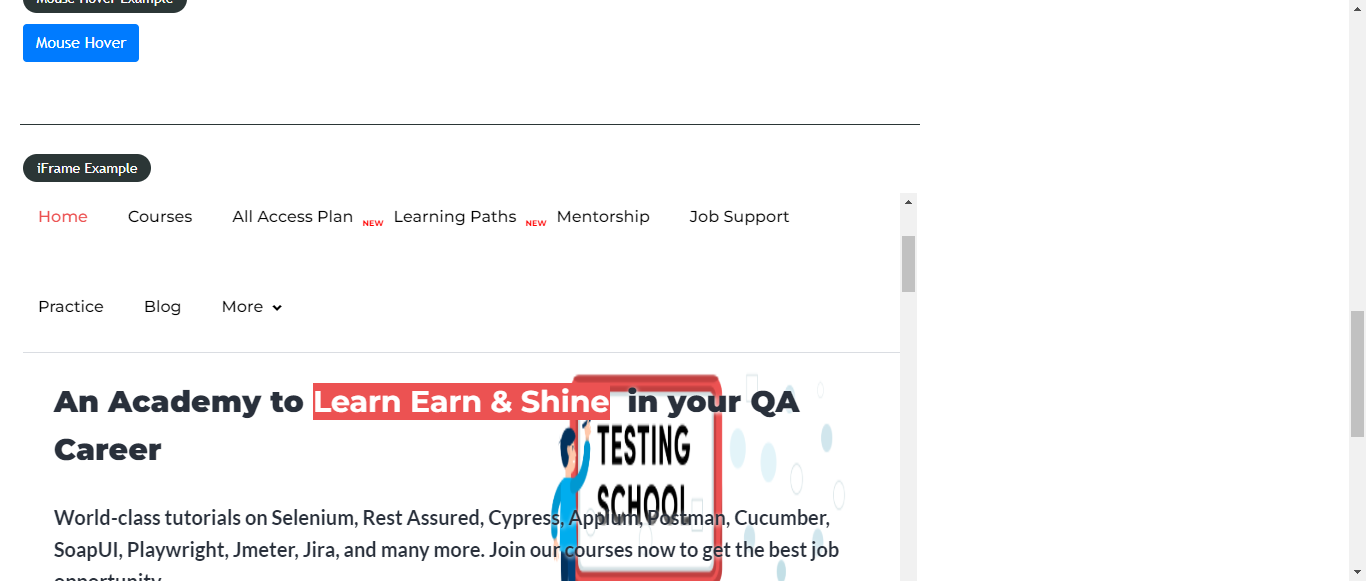 Mouse Hover Example
Mouse Hover
iFrame Example
Home Courses All Access Plan NEW Learning Paths NEW Mentorship Job Support
Practice Blog More
An Academy to Learn Earn & Shine in your QA
Career
TESTING
SCHOOL
World-class tutorials on Selenium, Rest Assured, Cypress, Appium, Postman, Cucumber,
SoapUI, Playwright, Jmeter, Jira, and many more. Join our courses now to get the best job
opportunity.